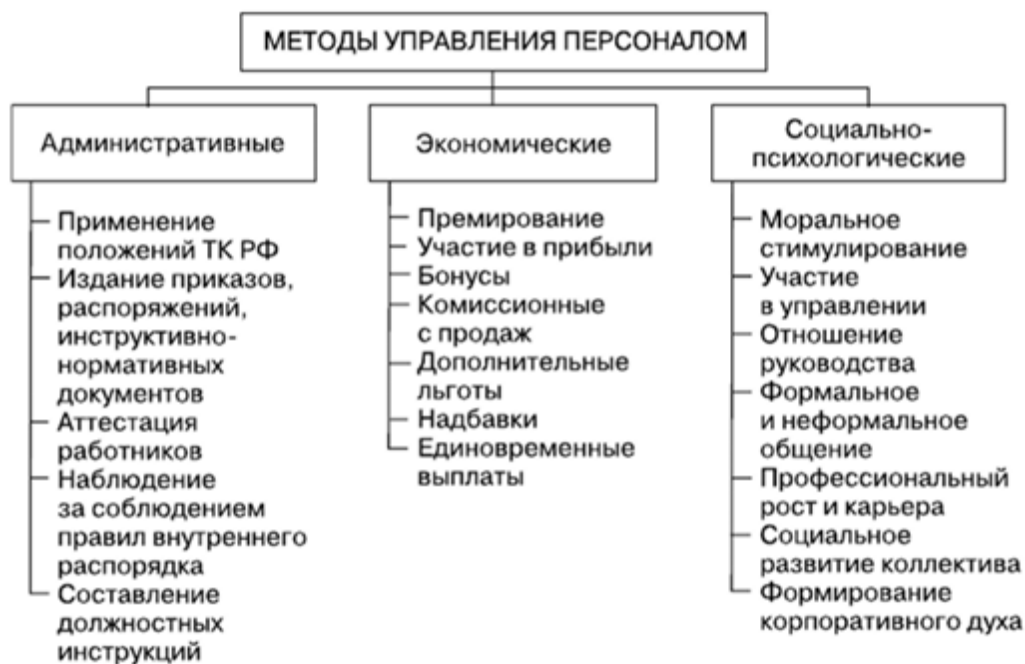 МЕТОДЫ УПРАВЛЕНИЯ ПЕРСОНАЛОМ
Административные
Применение
положений ТК РФ
Издание приказов,
распоряжений,
инструктивно-
нормативных
документов
Аттестация
работников
Наблюдение
за соблюдением
правил внутреннего
распорядка
Составление
должностных
инструкций
Экономические
Премирование
Участие в прибыли
Бонусы
Комиссионные
с продаж
Дополнительные
льготы
Надбавки
Единовременные
выплаты
Социально-
психологические
Моральное
стимулирование
Участие
в управлении
Отношение
руководства
Формальное
и неформальное
общение
Профессиональный
рост и карьера
Социальное
развитие коллектива
Формирование
корпоративного духа